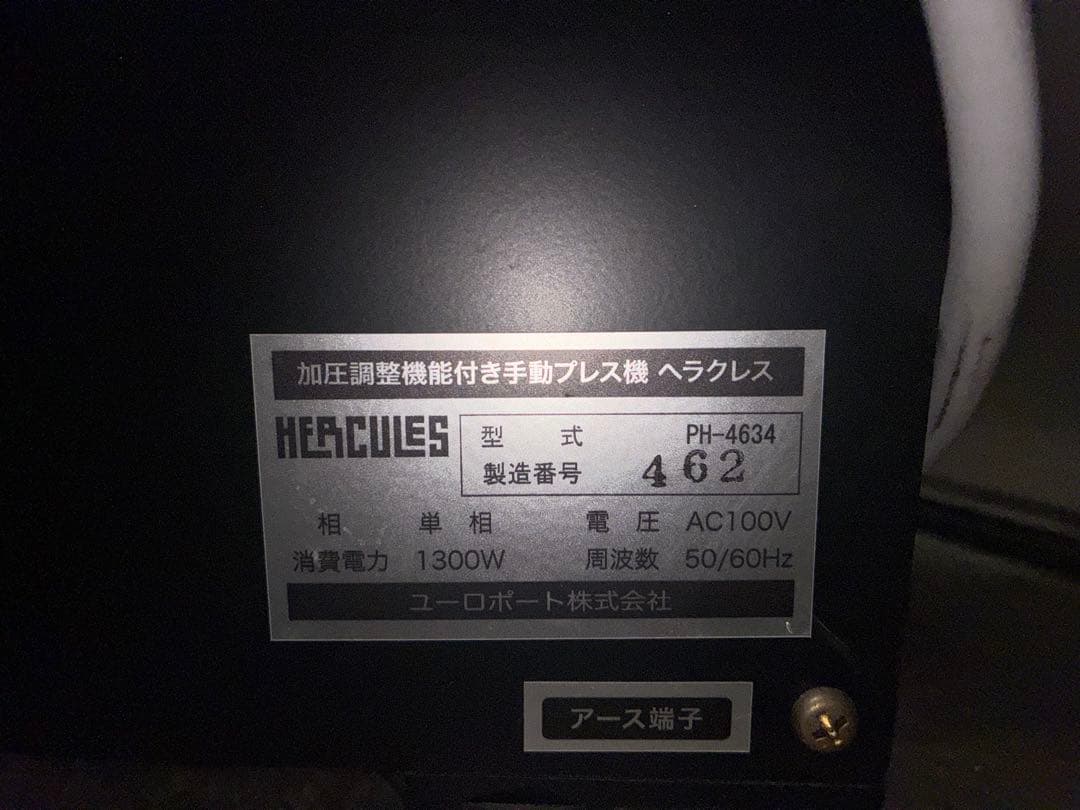 加圧調整機能付き手動プレス機 ヘラクレス
HERCULES
型 式 PH-4634
製造番号 462
相 単相 電圧 AC100V
消費電力 1300W 周波数 50/60Hz
ユーロポート株式会社
アース端子